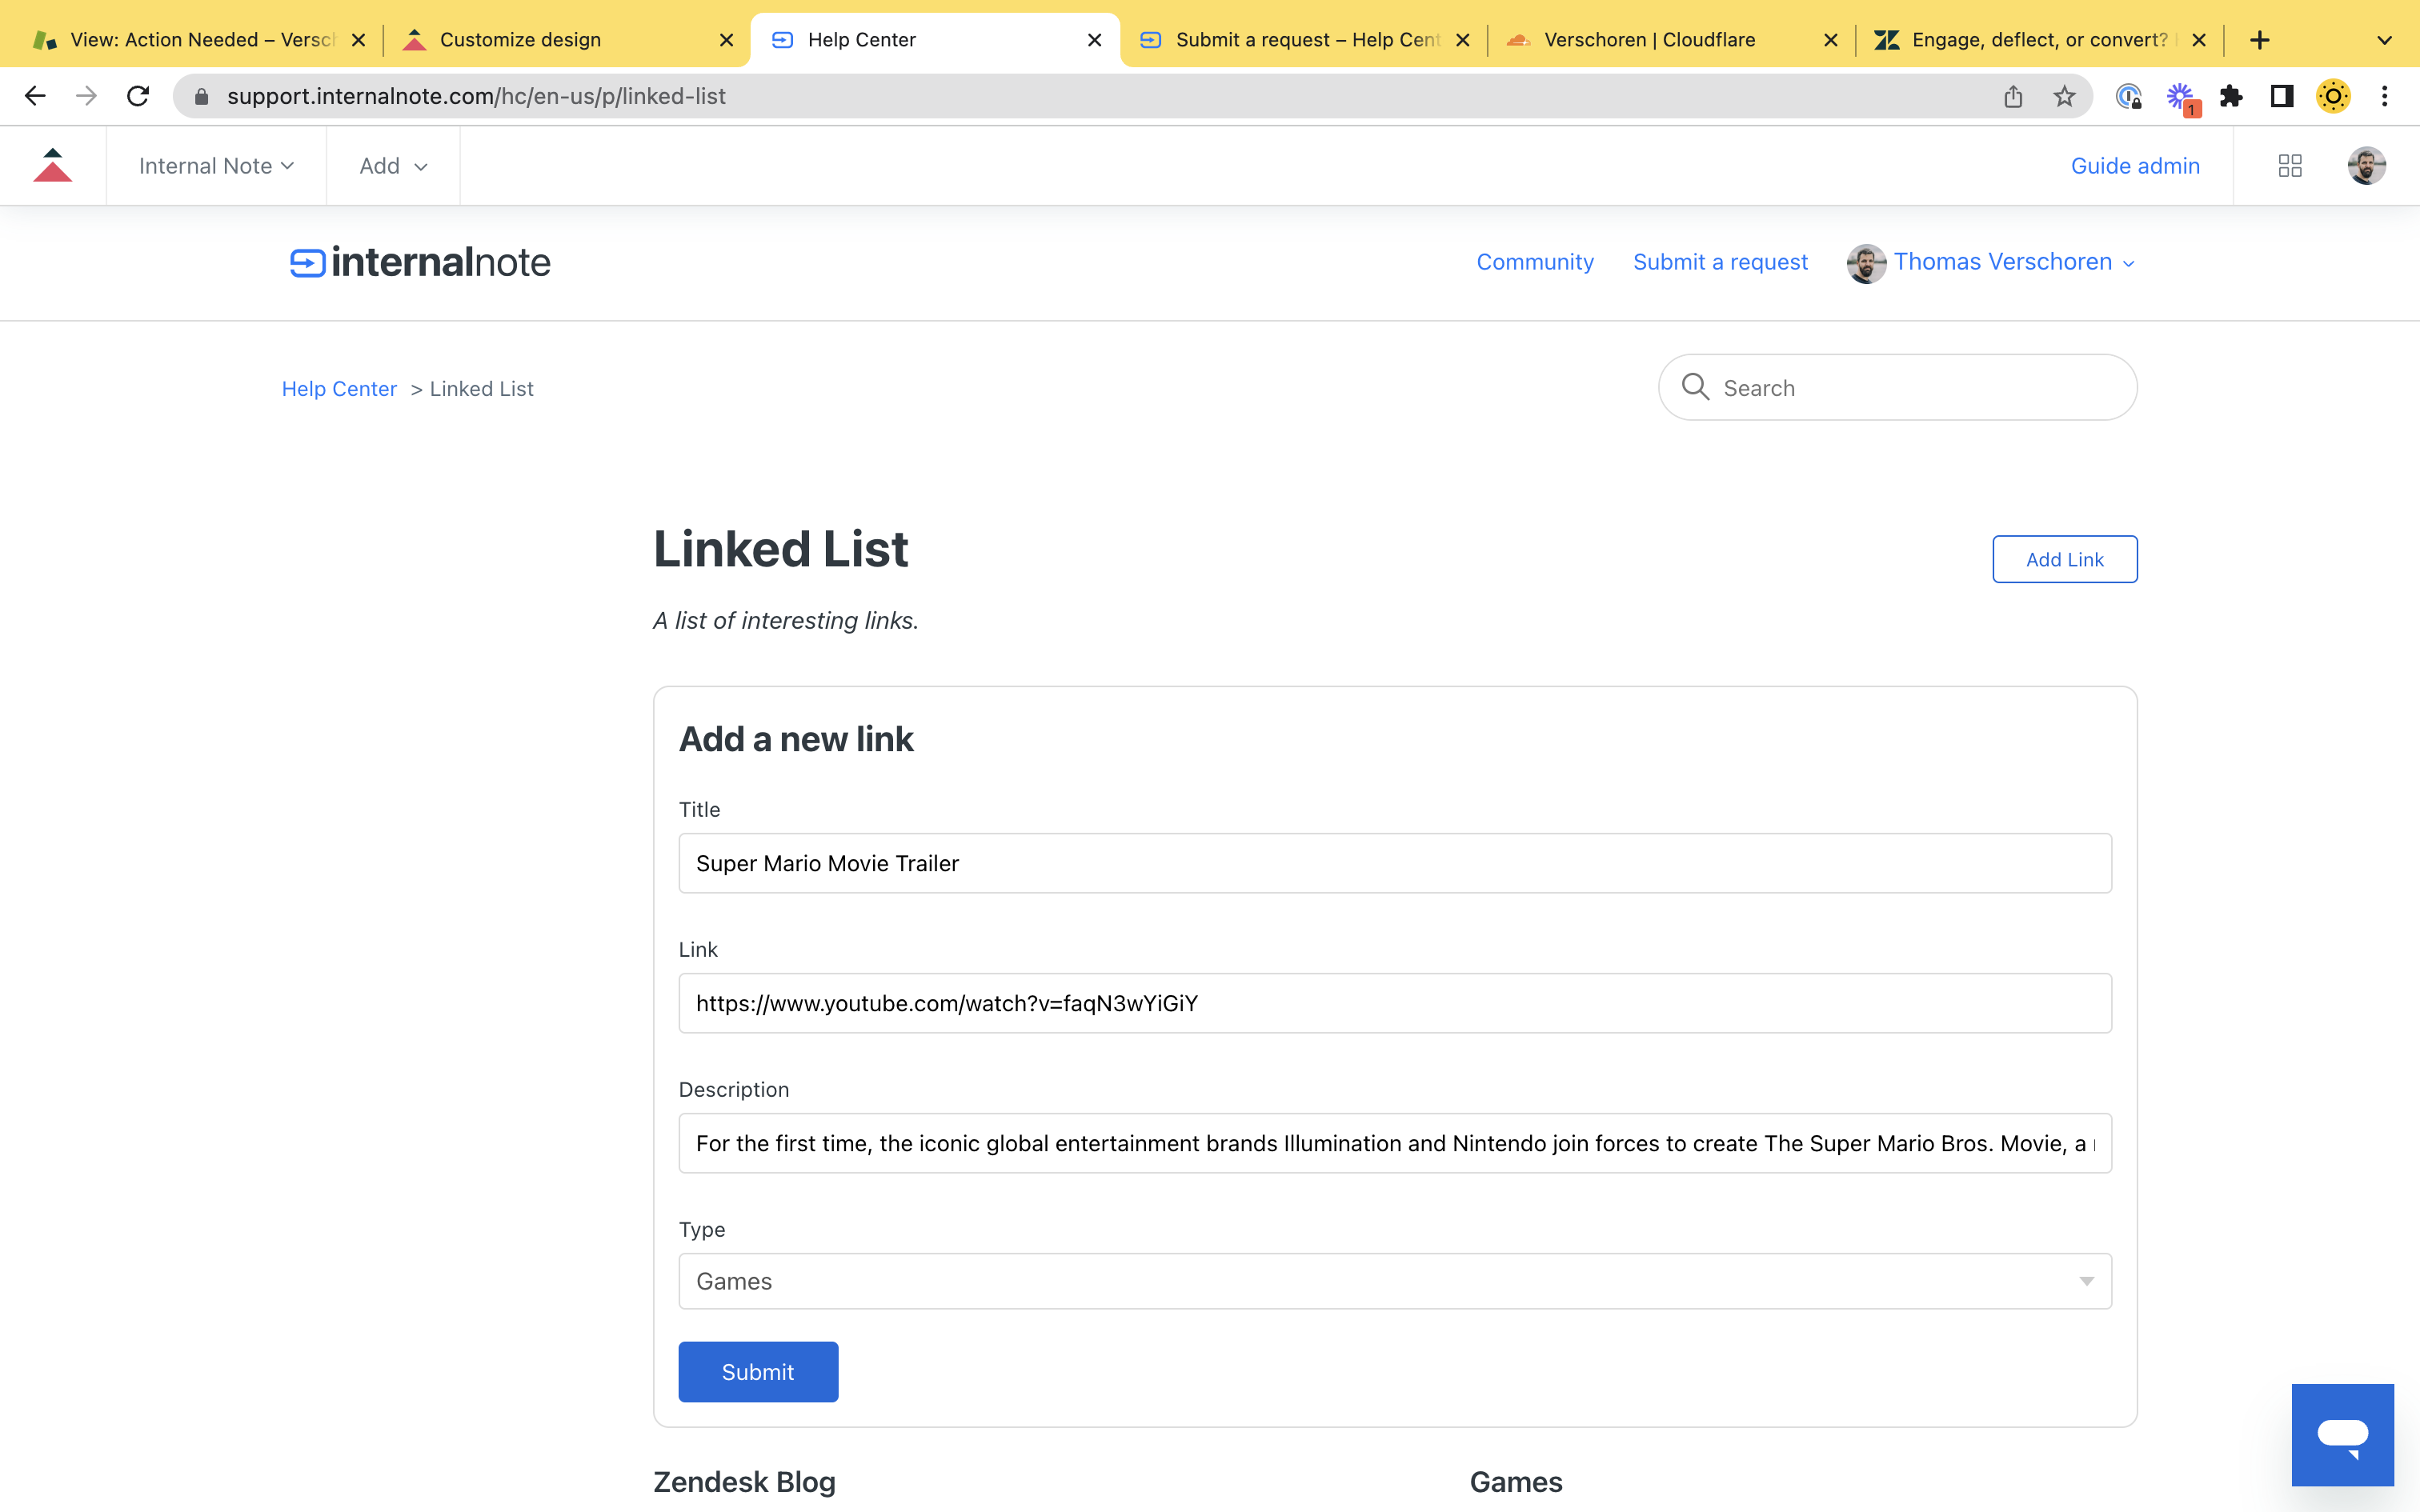 View: Action Needed – Versch
Customize design
Help Center
Submit a request – Help Cent
Verschoren | Cloudflare
Engage, deflect, or convert?
support.internalnote.com/hc/en-us/p/linked-list
1
Internal Note
Add
Guide admin
internalnote
Community
Submit a request
Thomas Verschoren
Help Center > Linked List
Search
Linked List
Add Link
A list of interesting links.
Add a new link
Title
Super Mario Movie Trailer
Link
https://www.youtube.com/watch?v=faqN3wYiGiY
Description
For the first time, the iconic global entertainment brands Illumination and Nintendo join forces to create The Super Mario Bros. Movie, a
Type
Games
Submit
Zendesk Blog
Games